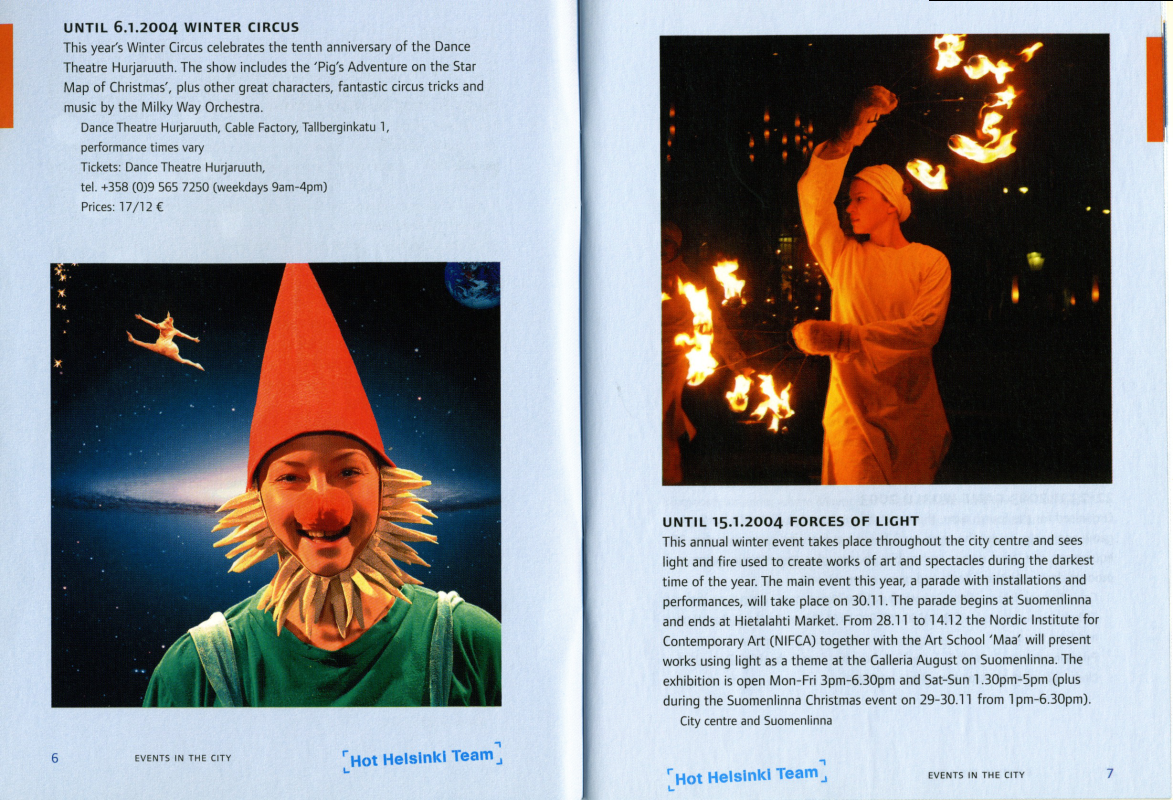 UNTIL 6.1.2004 WINTER CIRCUS
This year's Winter Circus celebrates the tenth anniversary of the Dance
Theatre Hurjaruuth. The show includes the 'Pig's Adventure on the Star
Map of Christmas', plus other great characters, fantastic circus tricks and
music by the Milky Way Orchestra.
Dance Theatre Hurjaruuth, Cable Factory, Tallberginkatu 1,
performance times vary
Tickets: Dance Theatre Hurjaruuth,
tel. +358 (0)9 565 7250 (weekdays 9am-4pm)
Prices: 17/12 €
6
EVENTS IN THE CITY
Hot Helsinki Team
UNTIL 15.1.2004 FORCES OF LIGHT
This annual winter event takes place throughout the city centre and sees
light and fire used to create works of art and spectacles during the darkest
time of the year. The main event this year, a parade with installations and
performances, will take place on 30.11. The parade begins at Suomenlinna
and ends at Hietalahti Market. From 28.11 to 14.12 the Nordic Institute for
Contemporary Art (NIFCA) together with the Art School 'Maa' will present
works using light as a theme at the Galleria August on Suomenlinna. The
exhibition is open Mon-Fri 3pm-6.30pm and Sat-Sun 1.30pm-5pm (plus
during the Suomenlinna Christmas event on 29-30.11 from 1pm-6.30pm).
City centre and Suomenlinna
Hot Helsinki Team
EVENTS IN THE CITY
7